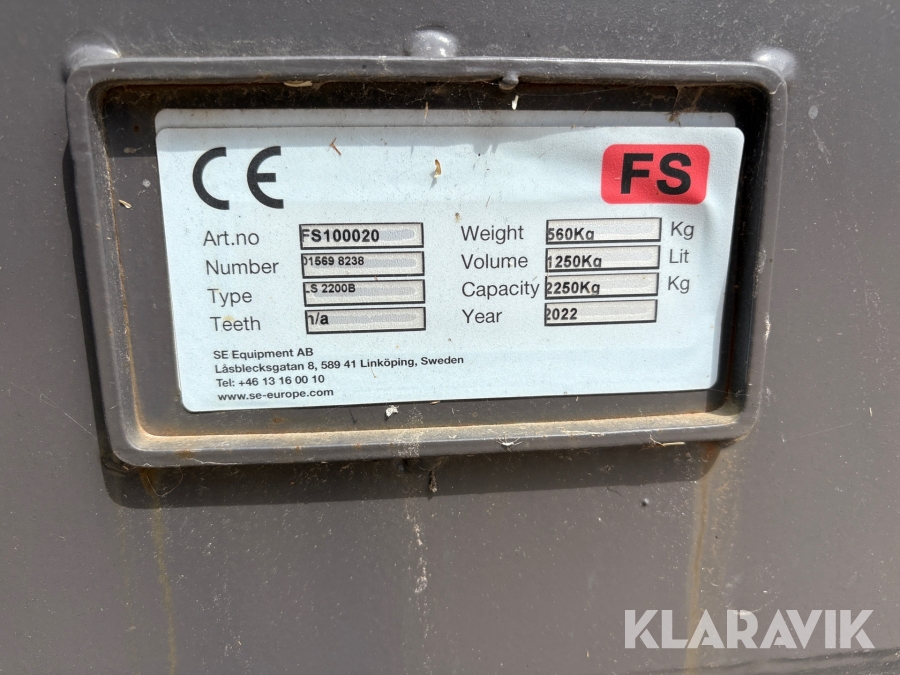 CE
FS
Art.no FS100020 Weight 560Kg Kg
Number 01569 8238 Volume 1250Kg Lit
Type LS 2200B Capacity 2250Kg Kg
Teeth n/a Year 2022
SE Equipment AB
Låsblecksgatan 8, 589 41 Linköping, Sweden
Tel: +46 13 16 00 10
www.se-europe.com
KLARAVIK